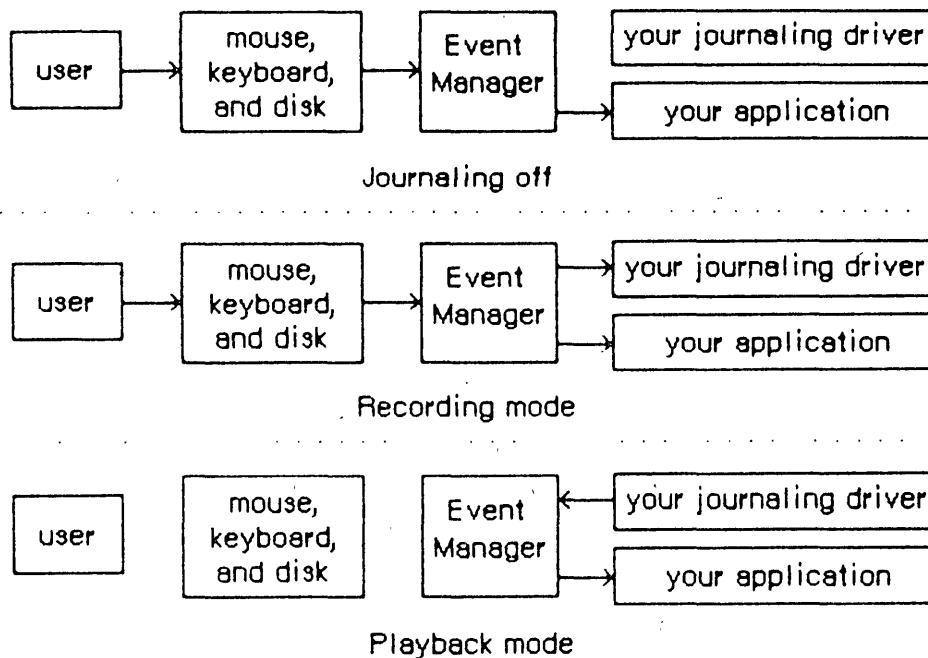 user
mouse,
keyboard,
and disk
Event
Manager
your journaling driver
your application
Journaling off
user
mouse,
keyboard,
and disk
Event
Manager
your journaling driver
your application
Recording mode
user
mouse,
keyboard,
and disk
Event
Manager
your journaling driver
your application
Playback mode